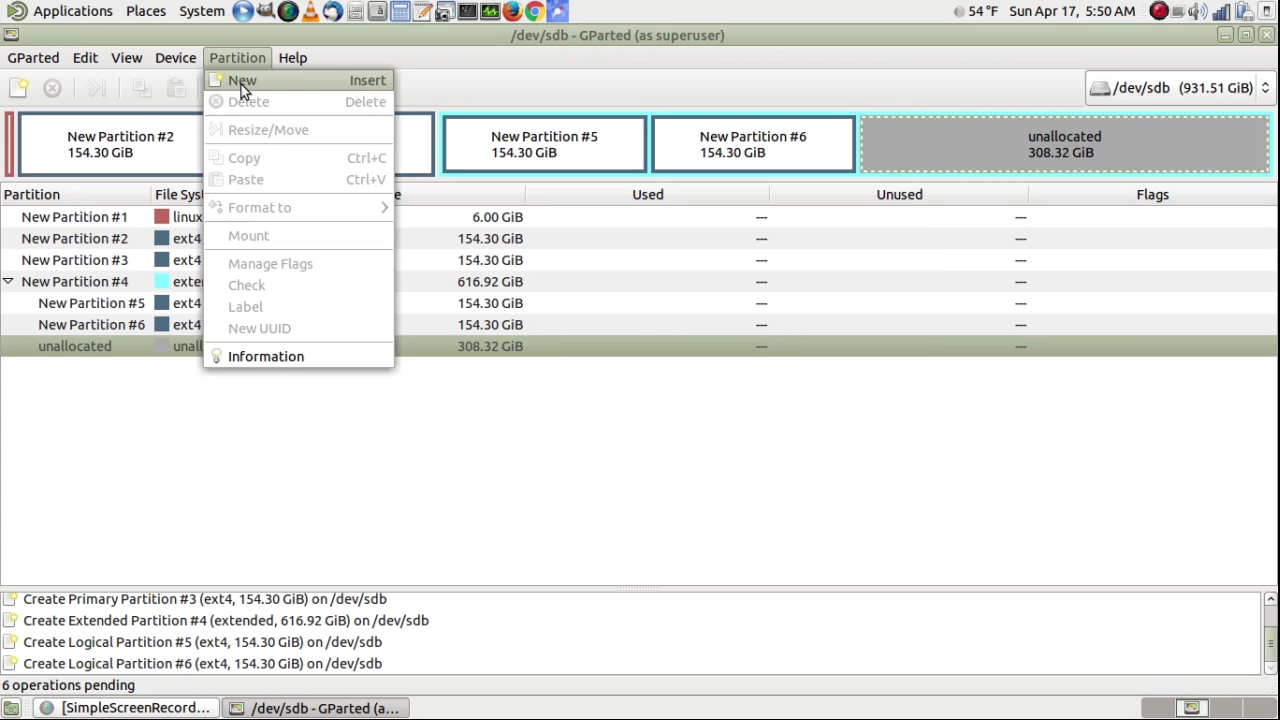 Applications Places System 54 °F Sun Apr 17, 5:50 AM
/dev/sdb - GParted (as superuser)
GParted Edit View Device Partition Help
New Insert
Delete Delete
Resize/Move
Copy Ctrl+C
Paste Ctrl+V
Format to
Mount
Manage Flags
Check
Label
New UUID
Information
/dev/sdb (931.51 GiB)
New Partition #2
154.30 GiB
New Partition #5
154.30 GiB
New Partition #6
154.30 GiB
unallocated
308.32 GiB
Partition File Sys Used Unused Flags
New Partition #1 linux 6.00 GiB --- ---
New Partition #2 ext4 154.30 GiB --- ---
New Partition #3 ext4 154.30 GiB --- ---
New Partition #4 exte 616.92 GiB --- ---
New Partition #5 ext4 154.30 GiB --- ---
New Partition #6 ext4 154.30 GiB --- ---
unallocated unall 308.32 GiB --- ---
Create Primary Partition #3 (ext4, 154.30 GiB) on /dev/sdb
Create Extended Partition #4 (extended, 616.92 GiB) on /dev/sdb
Create Logical Partition #5 (ext4, 154.30 GiB) on /dev/sdb
Create Logical Partition #6 (ext4, 154.30 GiB) on /dev/sdb
6 operations pending
[SimpleScreenRecord... /dev/sdb - GParted (a...